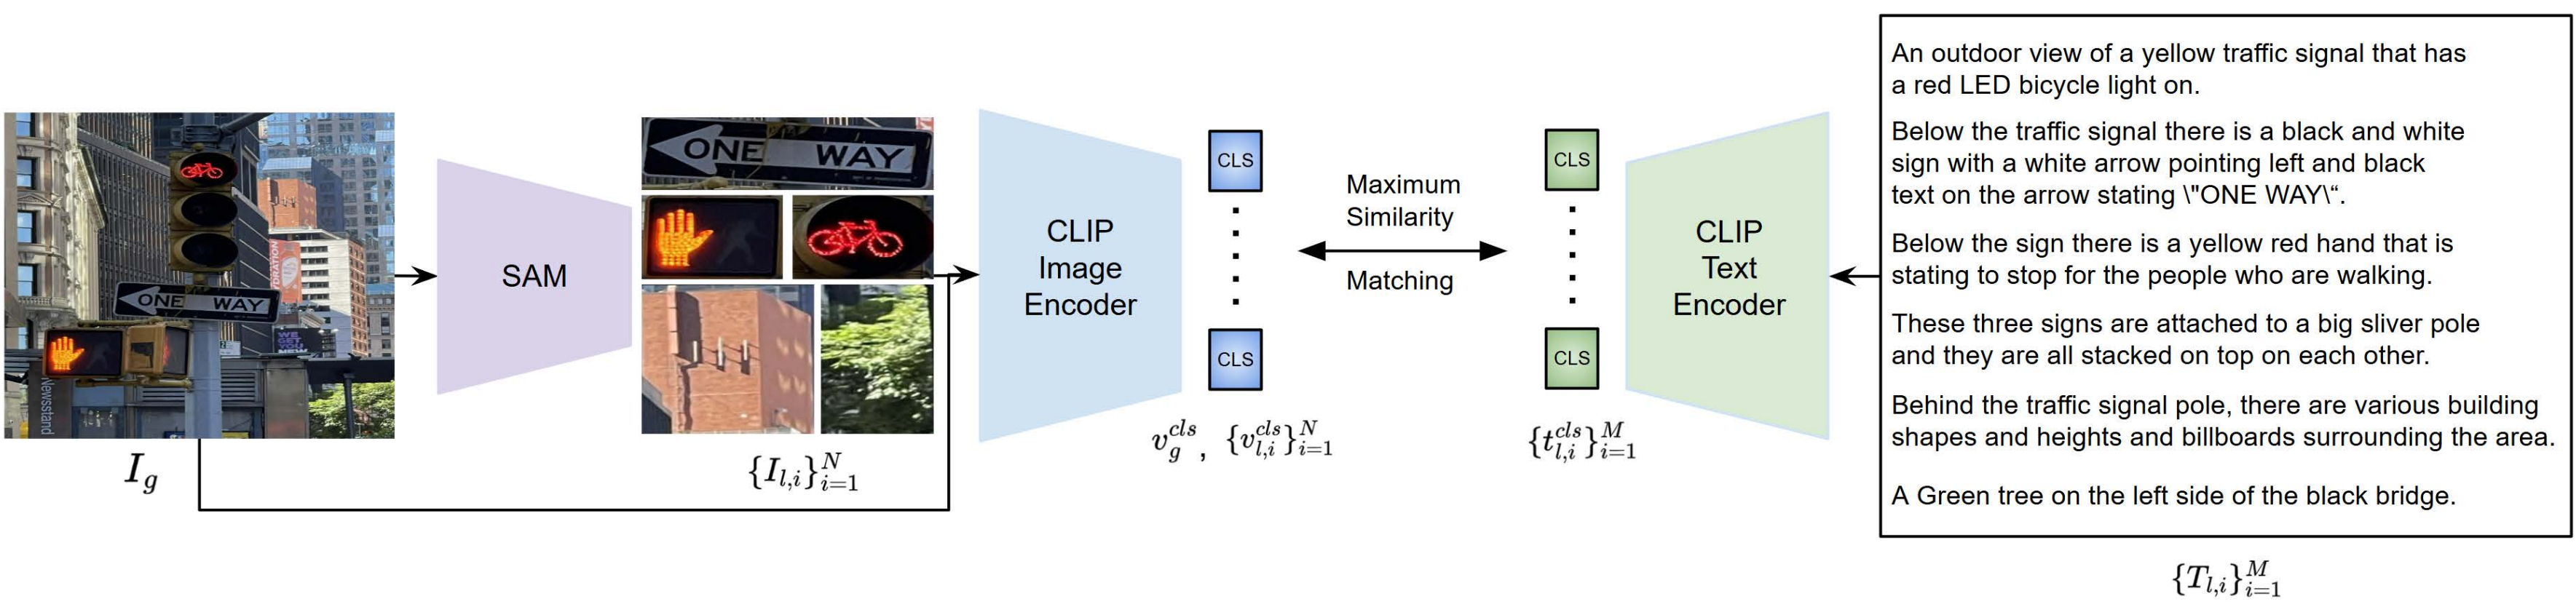 ONE WAY
WE
GET
YOU
NEW
Newsstand
I_g
SAM
ONE WAY
{I_{l,i}}_{i=1}^N
CLIP
Image
Encoder
CLS
CLS
v_g^{cls}, {v_{l,i}^{cls}}_{i=1}^N
Maximum
Similarity
Matching
CLS
CLS
{t_{l,i}^{cls}}_{i=1}^M
CLIP
Text
Encoder
An outdoor view of a yellow traffic signal that has
a red LED bicycle light on.
Below the traffic signal there is a black and white
sign with a white arrow pointing left and black
text on the arrow stating \"ONE WAY\“.
Below the sign there is a yellow red hand that is
stating to stop for the people who are walking.
These three signs are attached to a big sliver pole
and they are all stacked on top on each other.
Behind the traffic signal pole, there are various building
shapes and heights and billboards surrounding the area.
A Green tree on the left side of the black bridge.
{T_{l,i}}_{i=1}^M